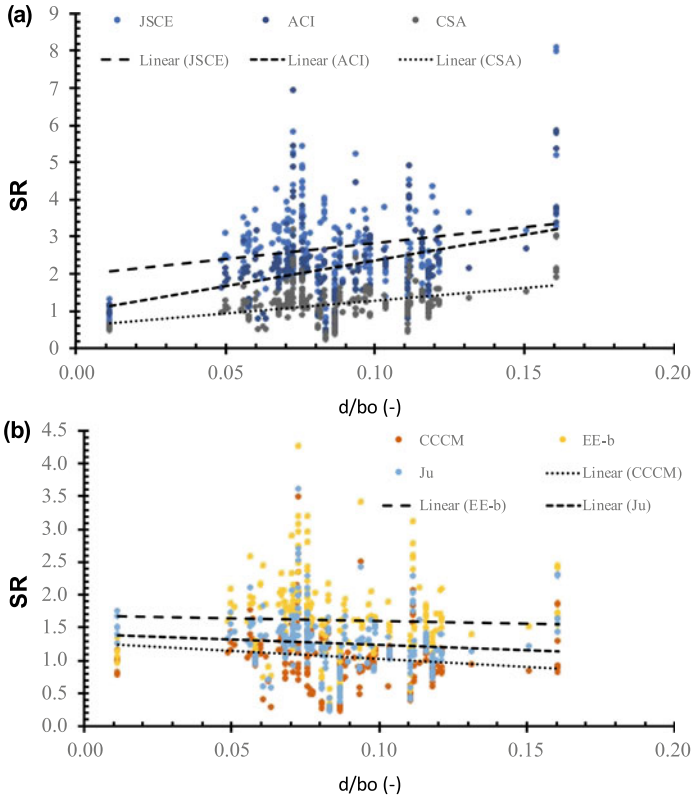 (a)
JSCE ACI CSA
Linear (JSCE) Linear (ACI) Linear (CSA)
SR
9
8
7
6
5
4
3
2
1
0
0.00 0.05 0.10 0.15 0.20
d/bo (-)
(b)
CCCM EE-b
Ju Linear (CCCM)
Linear (EE-b) Linear (Ju)
SR
4.5
4.0
3.5
3.0
2.5
2.0
1.5
1.0
0.5
0.0
0.00 0.05 0.10 0.15 0.20
d/bo (-)